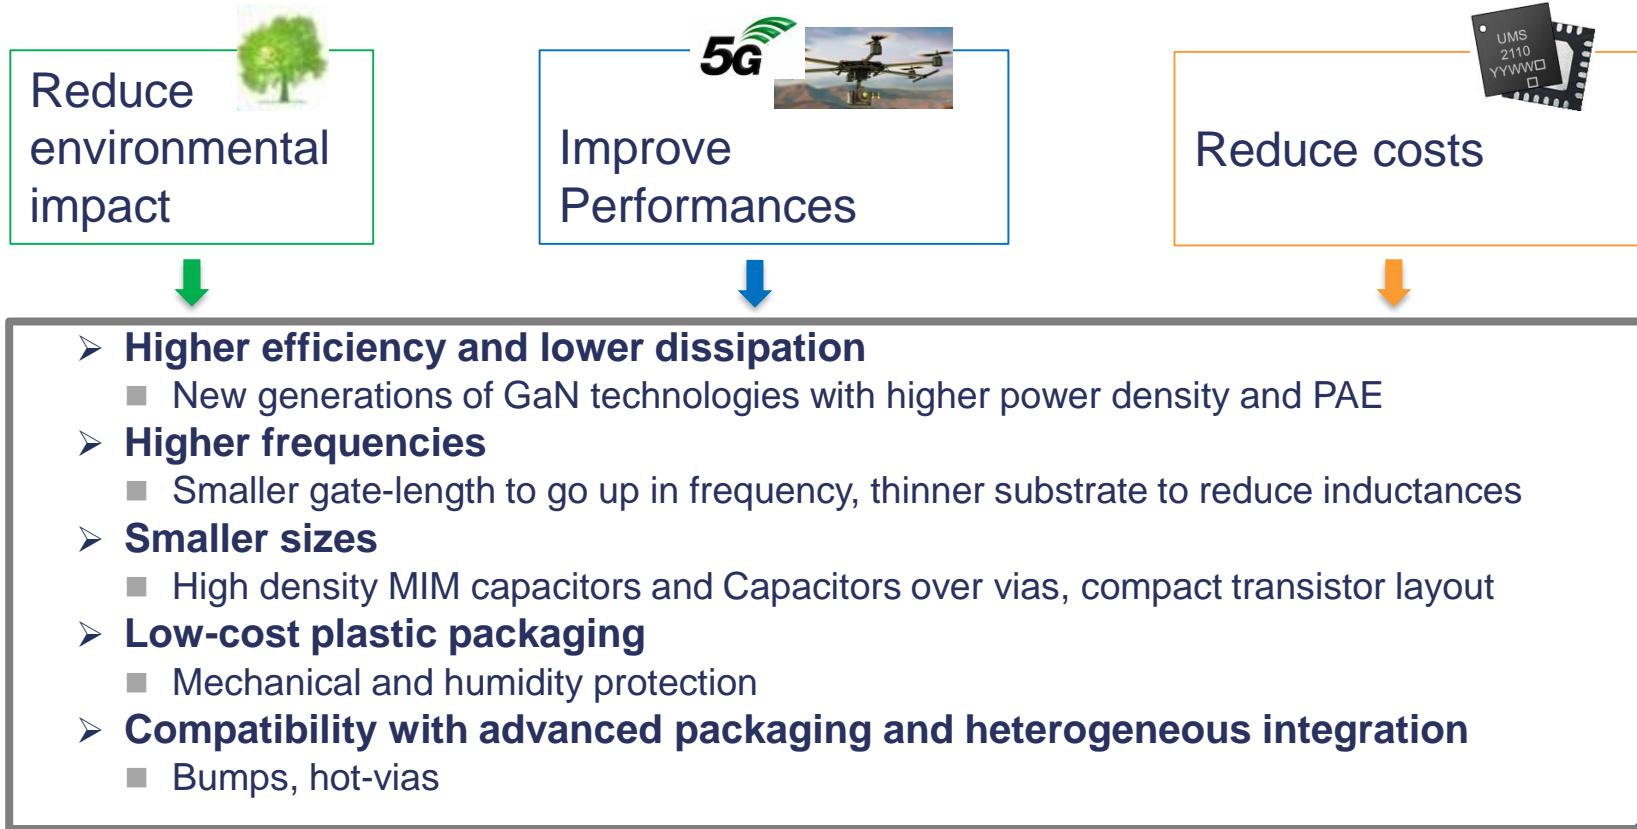 Reduce
environmental
impact
5G
Improve
Performances
UMS
2110
YYWW
Reduce costs
➢ Higher efficiency and lower dissipation
■ New generations of GaN technologies with higher power density and PAE
➢ Higher frequencies
■ Smaller gate-length to go up in frequency, thinner substrate to reduce inductances
➢ Smaller sizes
■ High density MIM capacitors and Capacitors over vias, compact transistor layout
➢ Low-cost plastic packaging
■ Mechanical and humidity protection
➢ Compatibility with advanced packaging and heterogeneous integration
■ Bumps, hot-vias